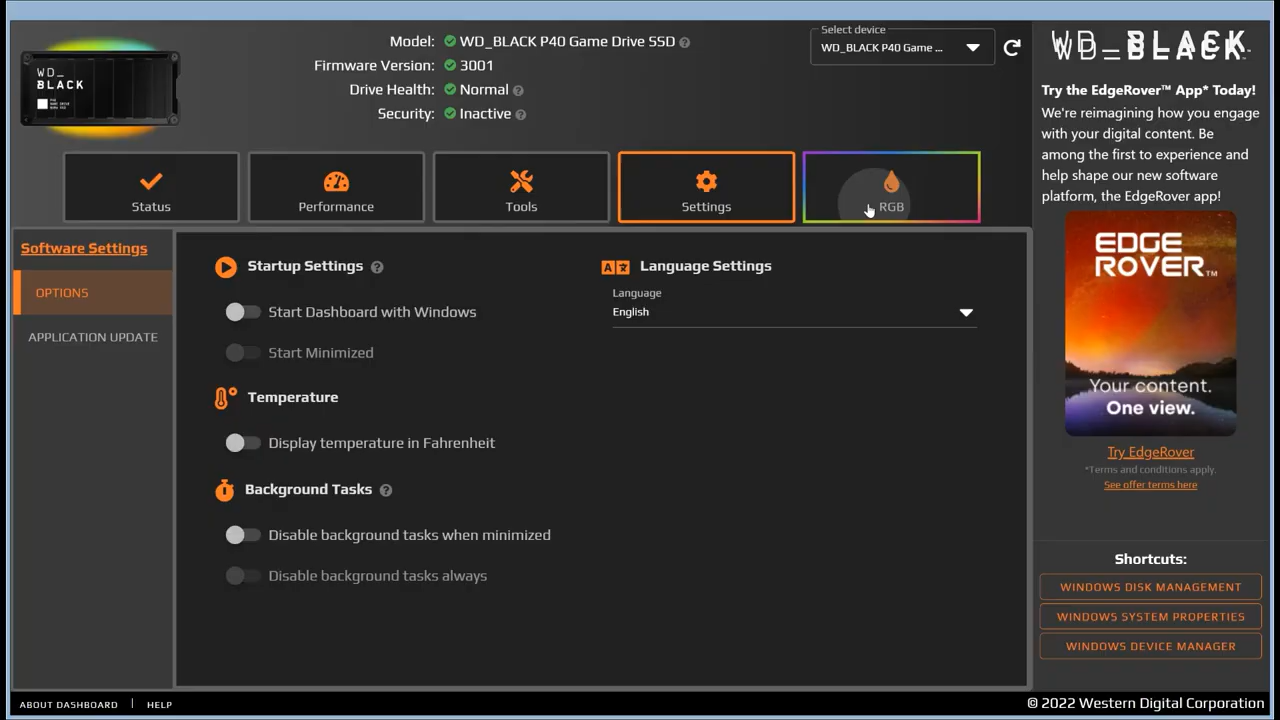 WD_
BLACK
Model: WD_BLACK P40 Game Drive SSD
Firmware Version: 3001
Drive Health: Normal
Security: Inactive
Select device
WD_BLACK P40 Game ...
Status
Performance
Tools
Settings
RGB
Software Settings
OPTIONS
APPLICATION UPDATE
Startup Settings
Start Dashboard with Windows
Start Minimized
Temperature
Display temperature in Fahrenheit
Background Tasks
Disable background tasks when minimized
Disable background tasks always
Language Settings
Language
English
WD_BLACK™
Try the EdgeRover™ App* Today!
We're reimagining how you engage
with your digital content. Be
among the first to experience and
help shape our new software
platform, the EdgeRover app!
EDGE
ROVER™
Your content.
One view.
Try EdgeRover
*Terms and conditions apply.
See offer terms here
Shortcuts:
WINDOWS DISK MANAGEMENT
WINDOWS SYSTEM PROPERTIES
WINDOWS DEVICE MANAGER
ABOUT DASHBOARD | HELP
© 2022 Western Digital Corporation